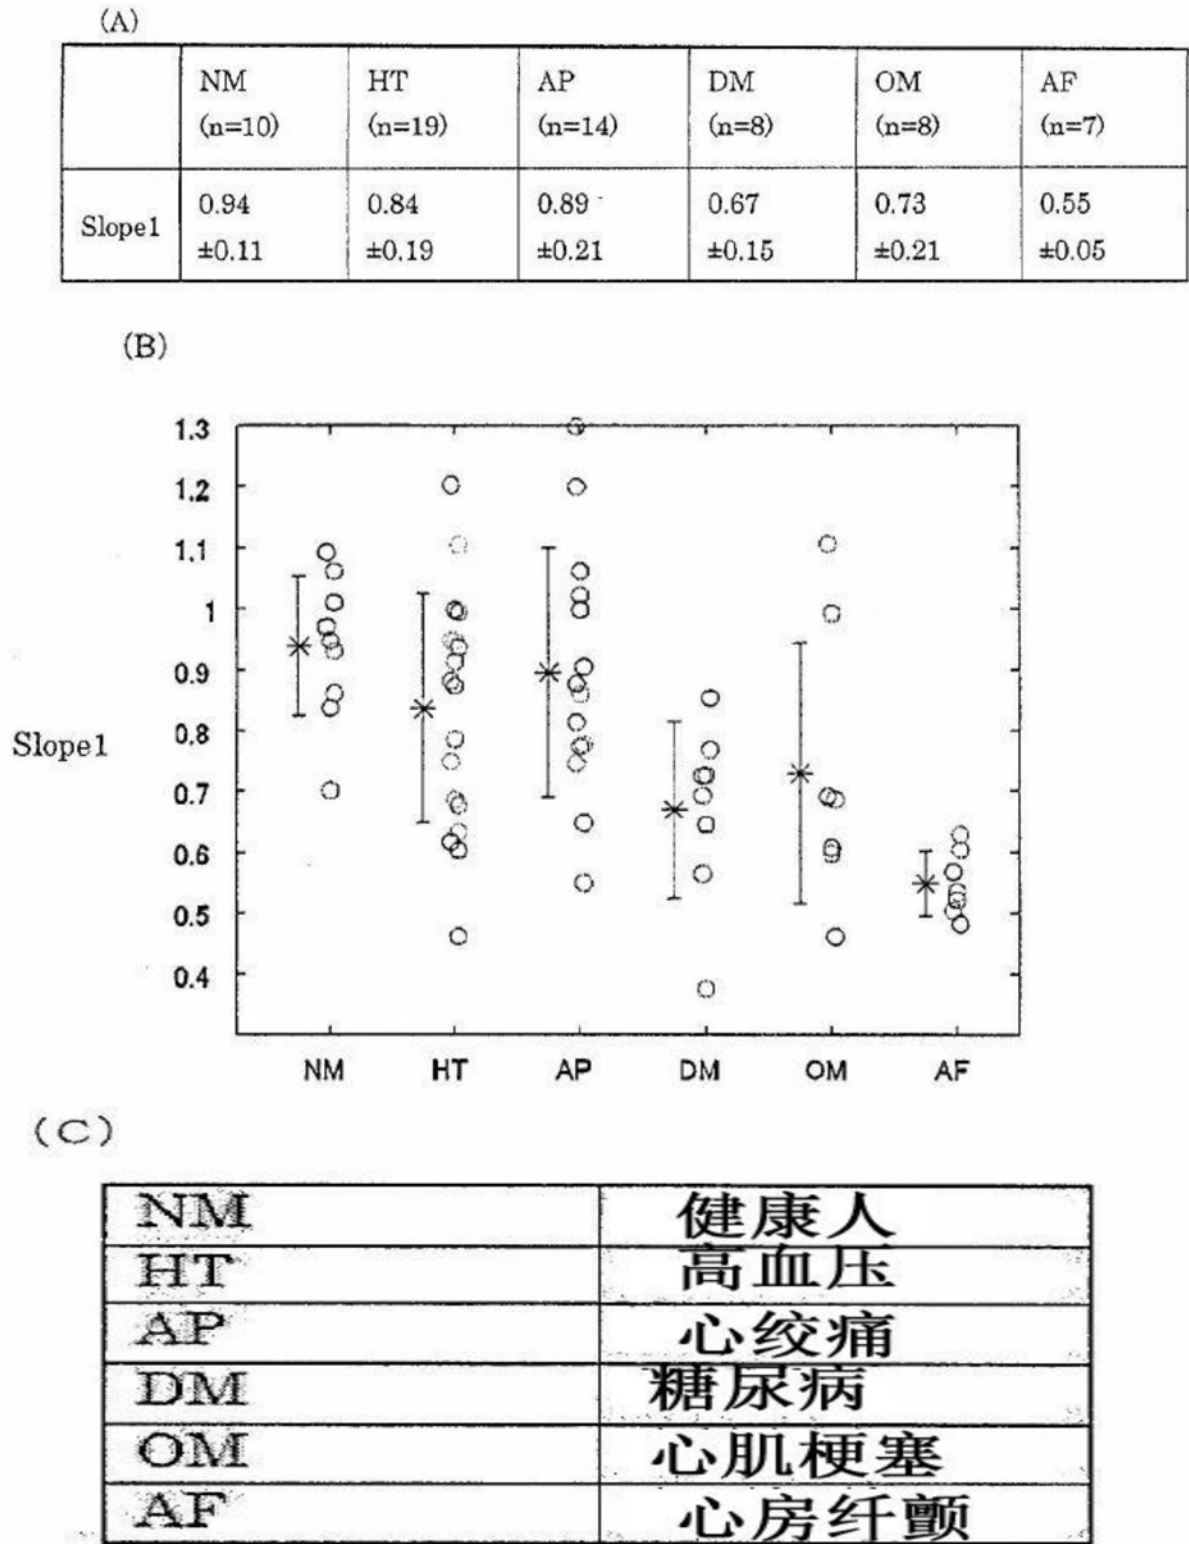 (A)
NM HT AP DM OM AF
(n=10) (n=19) (n=14) (n=8) (n=8) (n=7)
Slope1
0.94 0.84 0.89 0.67 0.73 0.55
±0.11 ±0.19 ±0.21 ±0.15 ±0.21 ±0.05
(B)
1.3
1.2
1.1
1
0.9
0.8
Slope1
0.7
0.6
0.5
0.4
NM HT AP DM OM AF
(C)
NM 健康人
HT 高血压
AP 心绞痛
DM 糖尿病
OM 心肌梗塞
AF 心房纤颤